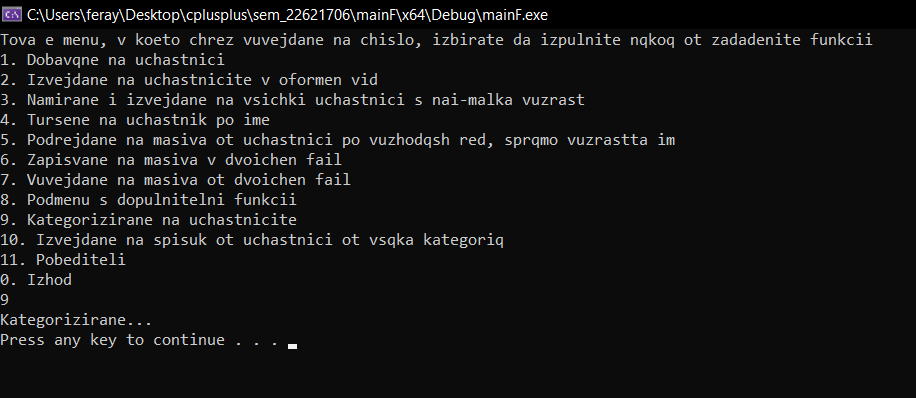 C:\Users\feray\Desktop\cplusplus\sem_22621706\mainF\x64\Debug\mainF.exe
Tova e menu, v koeto chrez vuvejdane na chislo, izbirate da izpulnite nqkoq ot zadadenite funkcii
1. Dobavqne na uchastnici
2. Izvejdane na uchastnicite v oformen vid
3. Namirane i izvejdane na vsichki uchastnici s nai-malka vuzrast
4. Tursene na uchastnik po ime
5. Podrejdane na masiva ot uchastnici po vuzhodqsh red, sprqmo vuzrastta im
6. Zapisvane na masiva v dvoichen fail
7. Vuvejdane na masiva ot dvoichen fail
8. Podmenu s dopulnitelni funkcii
9. Kategorizirane na uchastnicite
10. Izvejdane na spisuk ot uchastnici ot vsqka kategoriq
11. Pobediteli
0. Izhod
9
Kategorizirane...
Press any key to continue . . .